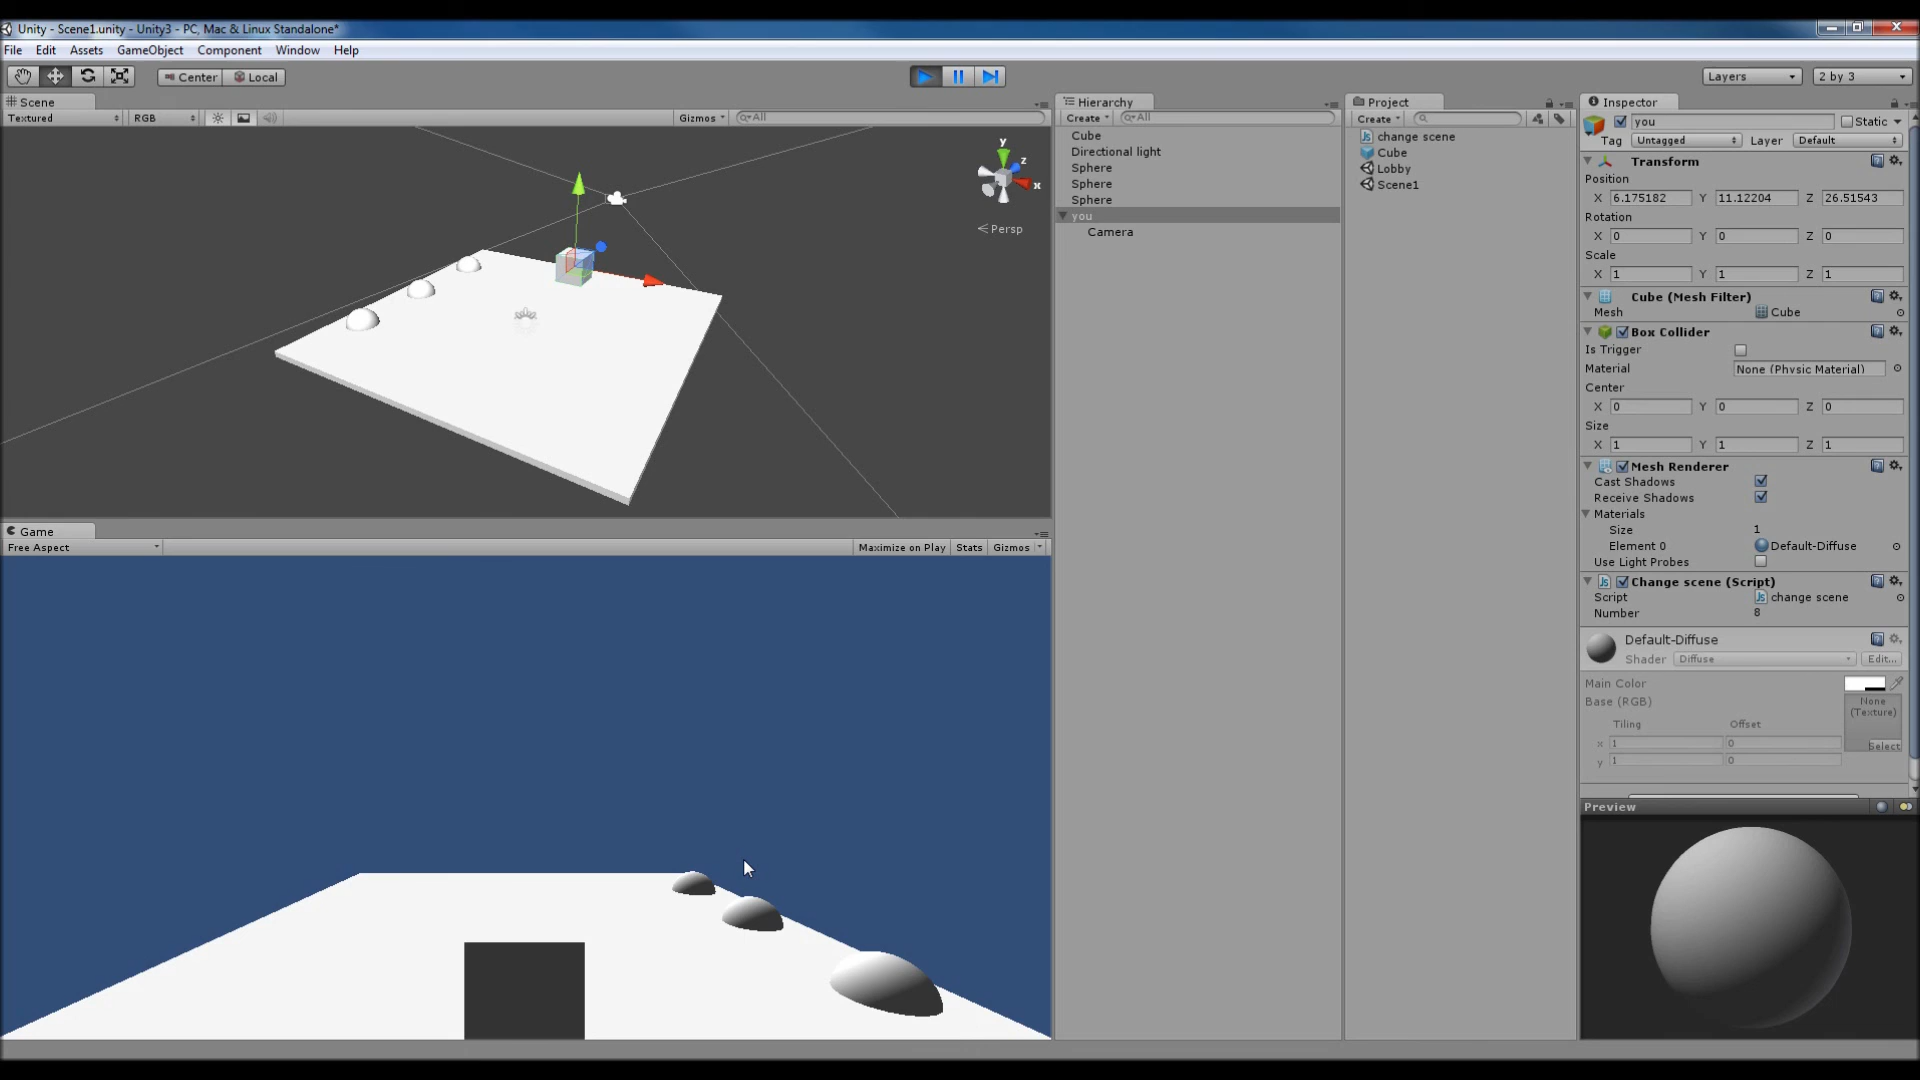 Unity - Scene1.unity - Unity3 - PC, Mac & Linux Standalone*
File Edit Assets GameObject Component Window Help
Center Local Layers 2 by 3
Scene
Textured RGB Gizmos All
y
z
x
Persp
Game
Free Aspect Maximize on Play Stats Gizmos
Hierarchy
Create All
Cube
Directional light
Sphere
Sphere
Sphere
you
Camera
Project
Create
change scene
Cube
Lobby
Scene1
Inspector
you Static
Tag Untagged Layer Default
Transform
Position
X 6.175182 Y 11.12204 Z 26.51543
Rotation
X 0 Y 0 Z 0
Scale
X 1 Y 1 Z 1
Cube (Mesh Filter)
Mesh Cube
Box Collider
Is Trigger
Material None (Physic Material)
Center
X 0 Y 0 Z 0
Size
X 1 Y 1 Z 1
Mesh Renderer
Cast Shadows
Receive Shadows
Materials
Size 1
Element 0 Default-Diffuse
Use Light Probes
Change scene (Script)
Script change scene
Number 8
Default-Diffuse
Shader Diffuse Edit...
Main Color
Base (RGB) None
(Texture)
Tiling Offset
x 1 0 Select
y 1 0
Preview